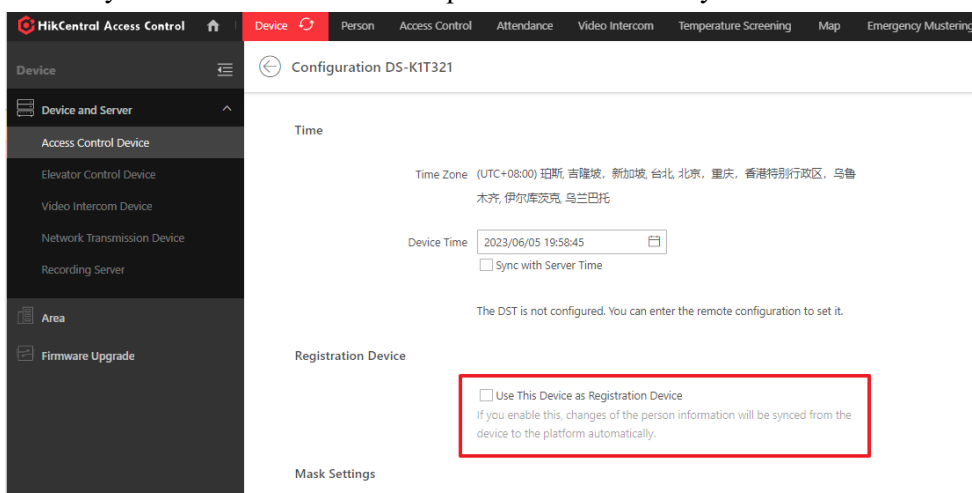 HikCentral Access Control
Device
Person
Access Control
Attendance
Video Intercom
Temperature Screening
Map
Emergency Mustering
Device
Configuration DS-K1T321
Device and Server
Access Control Device
Elevator Control Device
Video Intercom Device
Network Transmission Device
Recording Server
Area
Firmware Upgrade
Time
Time Zone
(UTC+08:00) 珀斯, 吉隆坡，新加坡, 台北, 北京，重庆，香港特别行政区，乌鲁
木齐, 伊尔库茨克, 乌兰巴托
Device Time
2023/06/05 19:58:45
Sync with Server Time
The DST is not configured. You can enter the remote configuration to set it.
Registration Device
Use This Device as Registration Device
If you enable this, changes of the person information will be synced from the
device to the platform automatically.
Mask Settings